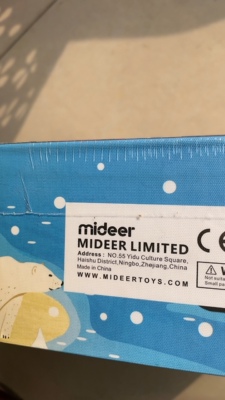 mideer
MIDEER LIMITED
Address : NO.55 Yidu Culture Square,
Haishu District,Ningbo,Zhejiang,China
Made in China
WWW.MIDEERTOYS.COM
CE
Small